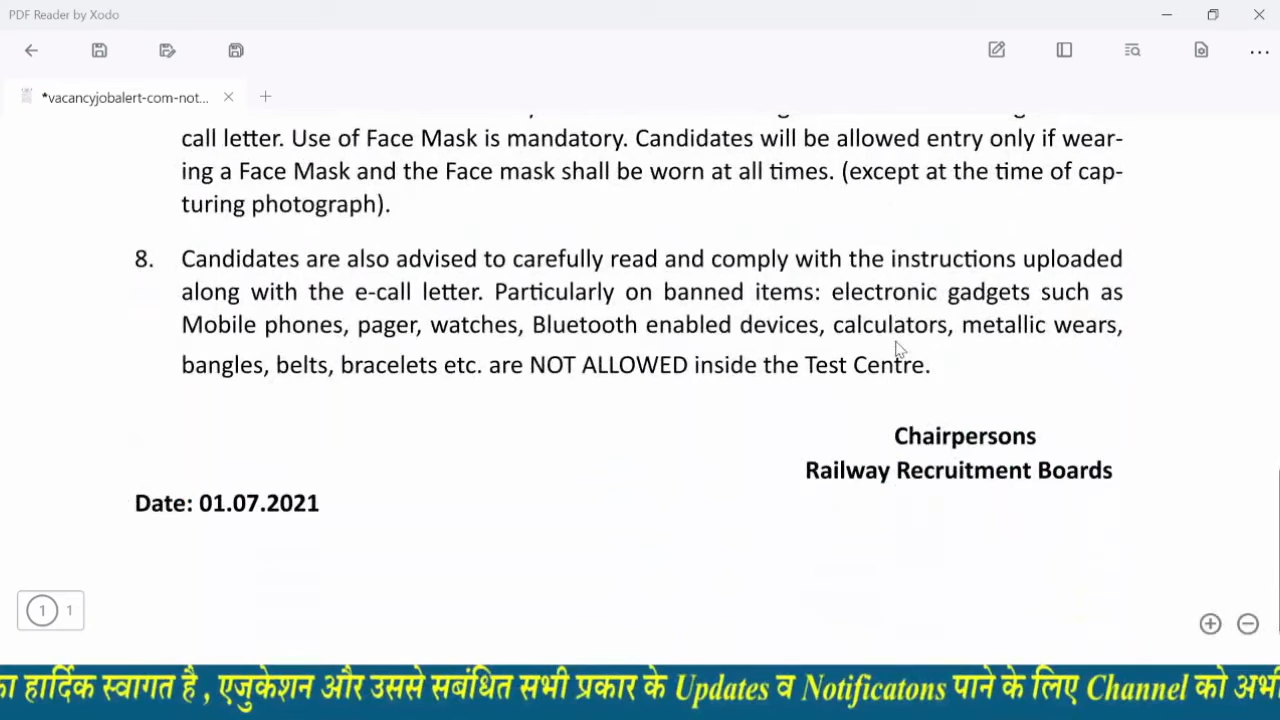 PDF Reader by Xodo
*vacancyjobalert-com-not...
call letter. Use of Face Mask is mandatory. Candidates will be allowed entry only if wear-
ing a Face Mask and the Face mask shall be worn at all times. (except at the time of cap-
turing photograph).
8. Candidates are also advised to carefully read and comply with the instructions uploaded
along with the e-call letter. Particularly on banned items: electronic gadgets such as
Mobile phones, pager, watches, Bluetooth enabled devices, calculators, metallic wears,
bangles, belts, bracelets etc. are NOT ALLOWED inside the Test Centre.
Chairpersons
Railway Recruitment Boards
Date: 01.07.2021
1 1
का हार्दिक स्वागत है , एजुकेशन और उससे सबंधित सभी प्रकार के Updates व Notificatons पाने के लिए Channel को अभी